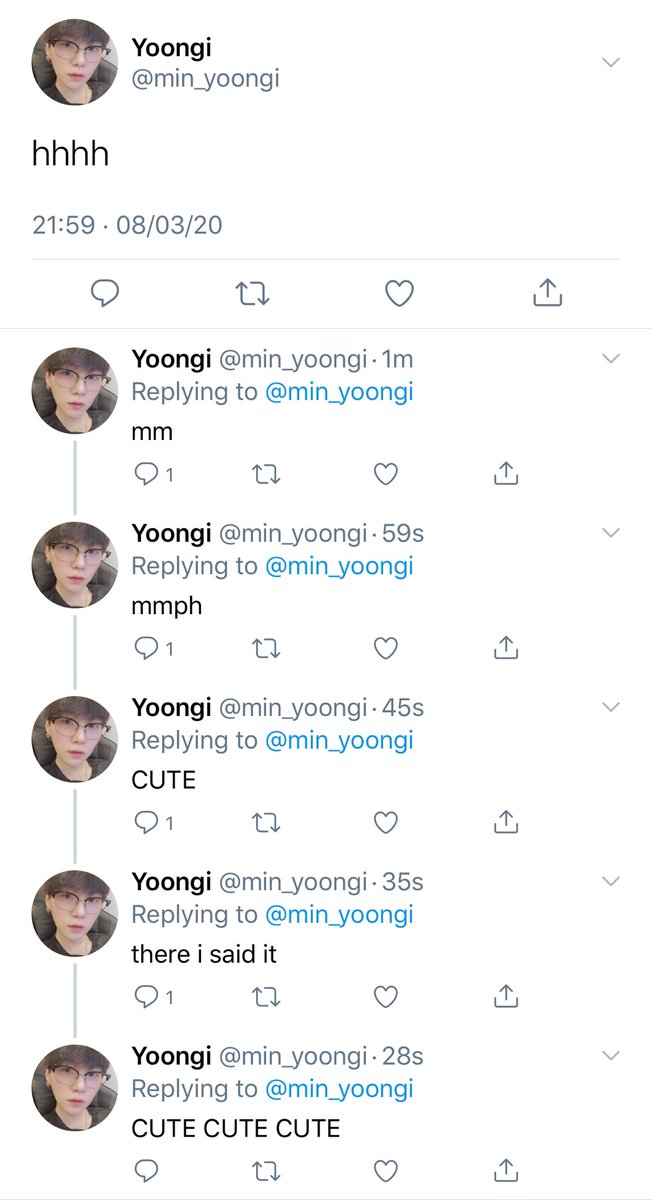 Yoongi
@min_yoongi
hhhh
21:59 · 08/03/20
Yoongi @min_yoongi · 1m
Replying to @min_yoongi
mm
1
Yoongi @min_yoongi · 59s
Replying to @min_yoongi
mmph
1
Yoongi @min_yoongi · 45s
Replying to @min_yoongi
CUTE
1
Yoongi @min_yoongi · 35s
Replying to @min_yoongi
there i said it
1
Yoongi @min_yoongi · 28s
Replying to @min_yoongi
CUTE CUTE CUTE